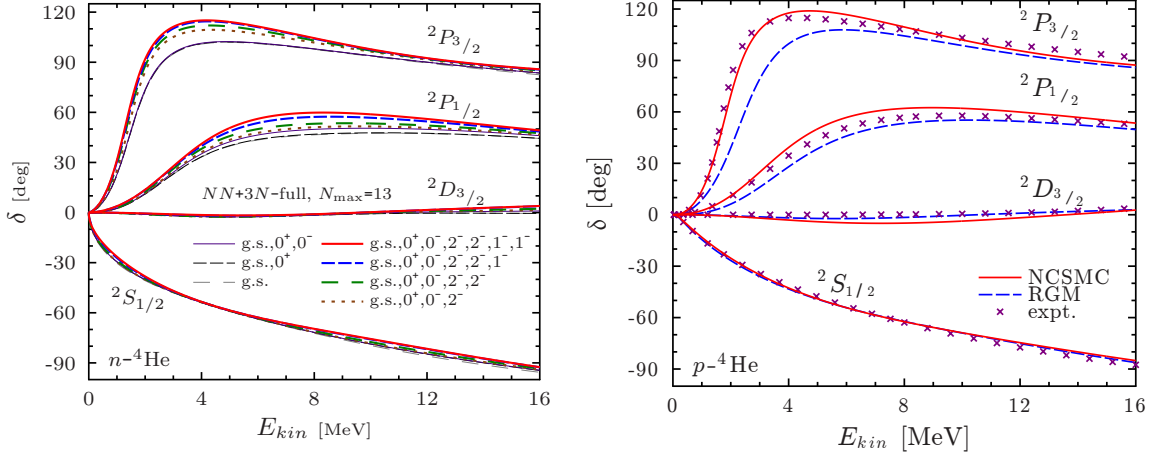 120
90
60
30
0
-30
-60
-90
δ [deg]
²P₃/₂
²P₁/₂
²D₃/₂
²S₁/₂
NN+3N-full, Nₘₐₓ=13
g.s.,0⁺,0⁻
g.s.,0⁺
g.s.
g.s.,0⁺,0⁻,2⁻,2⁻,1⁻,1⁻
g.s.,0⁺,0⁻,2⁻,2⁻,1⁻
g.s.,0⁺,0⁻,2⁻,2⁻
g.s.,0⁺,0⁻,2⁻
n-⁴He
0 4 8 12 16
E_kin [MeV]
120
90
60
30
0
-30
-60
-90
δ [deg]
²P₃/₂
²P₁/₂
²D₃/₂
²S₁/₂
NCSMC
RGM
expt.
p-⁴He
0 4 8 12 16
E_kin [MeV]